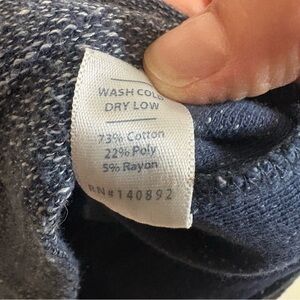 WASH COLD
DRY LOW
73% Cotton
22% Poly
5% Rayon
RN#140892